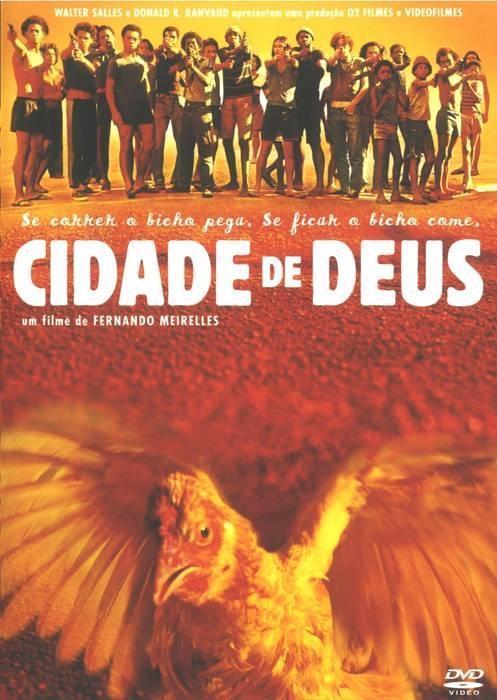 WALTER SALLES e DONALD K. RANVAUD apresentam uma produção O2 FILMES e VIDEOFILMES
Se correr o bicho pega. Se ficar o bicho come.
CIDADE DE DEUS
um filme de FERNANDO MEIRELLES
DVD
VIDEO